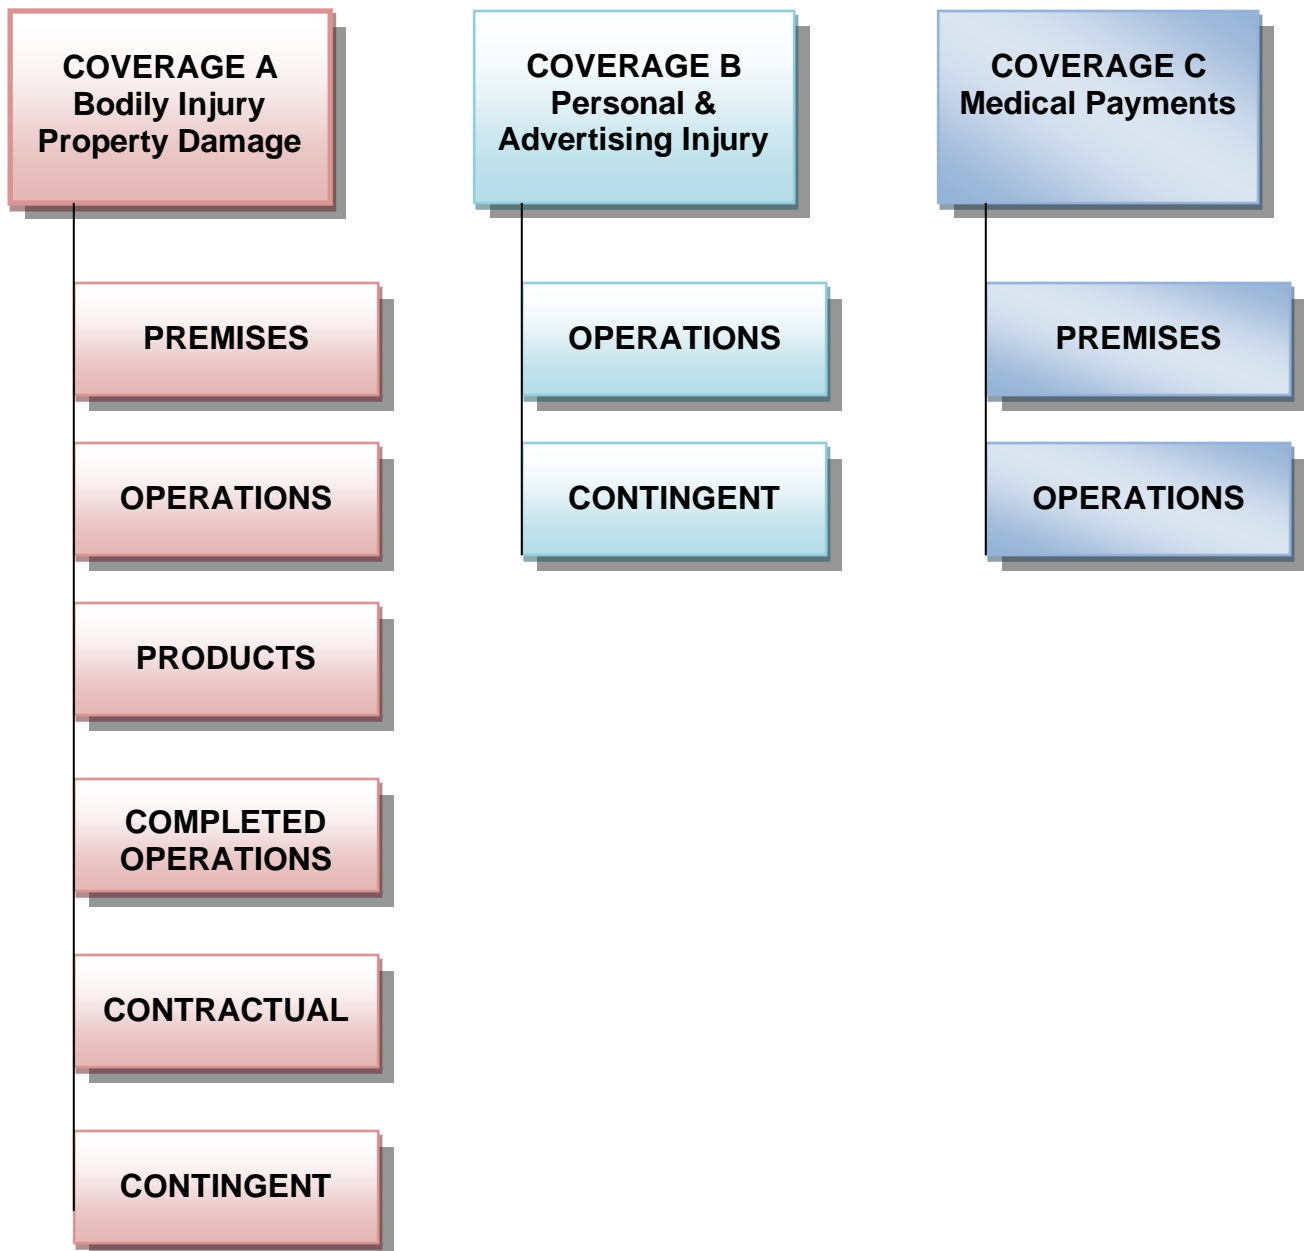 COVERAGE A
Bodily Injury
Property Damage
PREMISES
OPERATIONS
PRODUCTS
COMPLETED
OPERATIONS
CONTRACTUAL
CONTINGENT
COVERAGE B
Personal &
Advertising Injury
OPERATIONS
CONTINGENT
COVERAGE C
Medical Payments
PREMISES
OPERATIONS